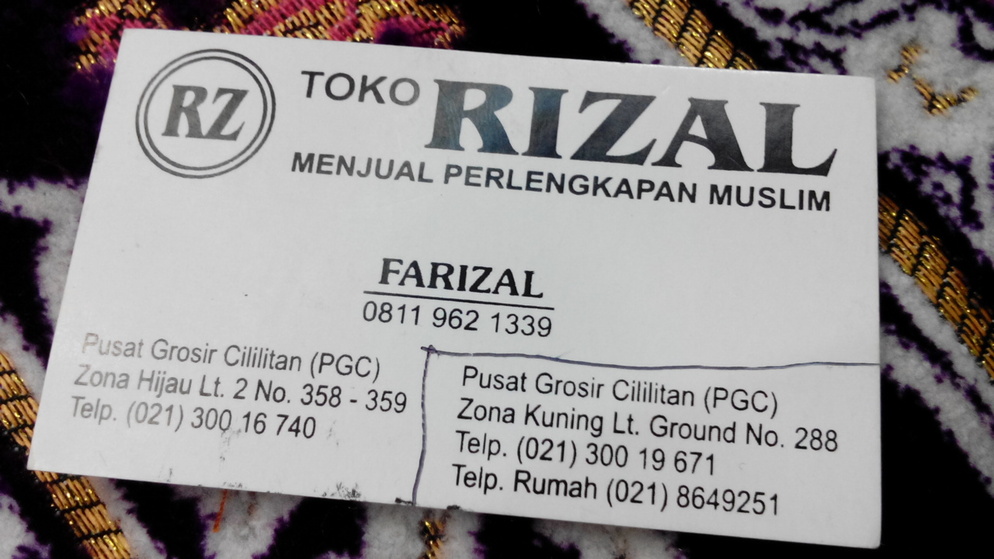 RZ
TOKO RIZAL
MENJUAL PERLENGKAPAN MUSLIM
FARIZAL
0811 962 1339
Pusat Grosir Cililitan (PGC)
Zona Hijau Lt. 2 No. 358 - 359
Telp. (021) 300 16 740
Pusat Grosir Cililitan (PGC)
Zona Kuning Lt. Ground No. 288
Telp. (021) 300 19 671
Telp. Rumah (021) 8649251